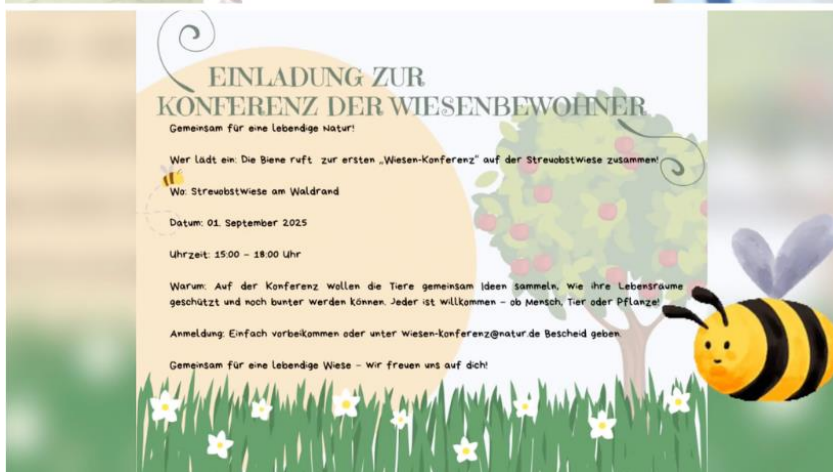 EINLADUNG ZUR
KONFERENZ DER WIESENBEWOHNER
Gemeinsam für eine lebendige Natur!
Wer lädt ein: Die Biene ruft zur ersten „Wiesen-Konferenz“ auf der Streuobstwiese zusammen!
Wo: Streuobstwiese am Waldrand
Datum: 01. September 2025
Uhrzeit: 15:00 – 18:00 Uhr
Warum: Auf der Konferenz wollen die Tiere gemeinsam Ideen sammeln, wie ihre Lebensräume
geschützt und noch bunter werden können. Jeder ist willkommen – ob Mensch, Tier oder Pflanze!
Anmeldung: Einfach vorbeikommen oder unter wiesen-konferenz@natur.de Bescheid geben.
Gemeinsam für eine lebendige Wiese – wir freuen uns auf dich!